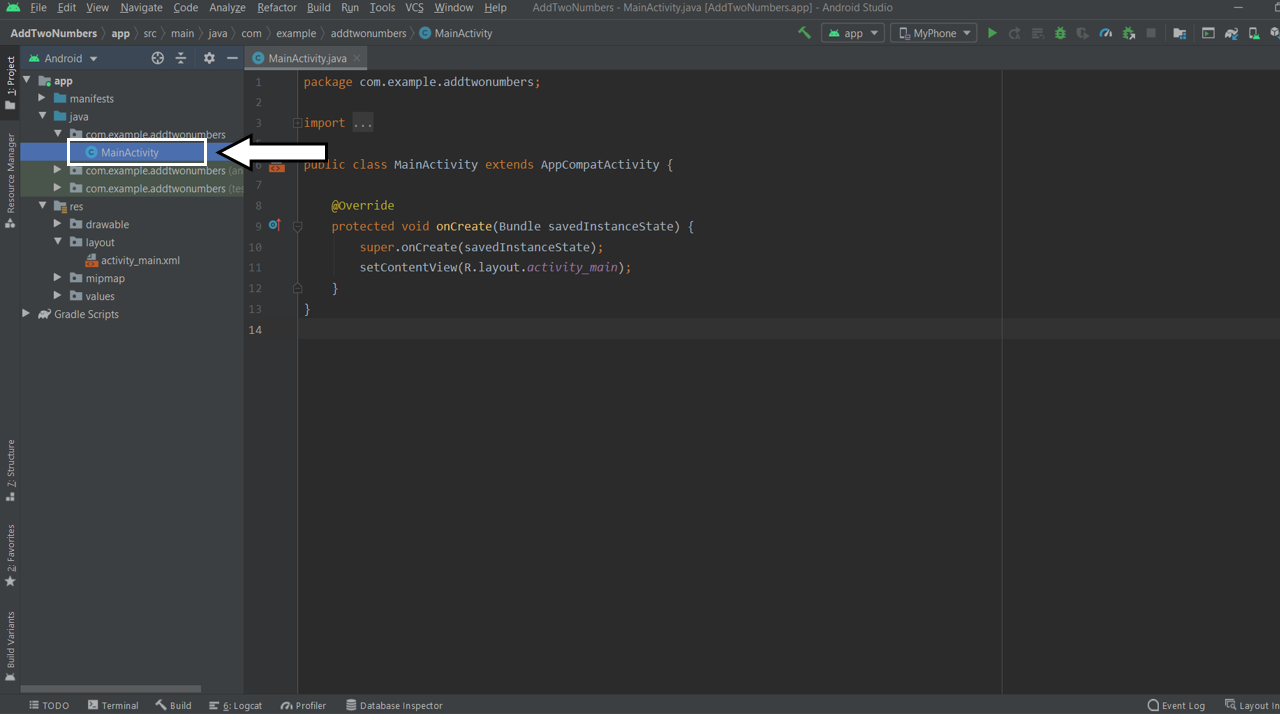 File Edit View Navigate Code Analyze Refactor Build Run Tools VCS Window Help AddTwoNumbers - MainActivity.java [AddTwoNumbers.app] - Android Studio
AddTwoNumbers app src main java com example addtwonumbers MainActivity app MyPhone
Android MainActivity.java
1: Project
Resource Manager
Z: Structure
2: Favorites
Build Variants
app
manifests
java
com.example.addtwonumbers
MainActivity
com.example.addtwonumbers (an
com.example.addtwonumbers (tes
res
drawable
layout
activity_main.xml
mipmap
values
Gradle Scripts
1 package com.example.addtwonumbers;
2
3 import ...
6 public class MainActivity extends AppCompatActivity {
7
8 @Override
9 protected void onCreate(Bundle savedInstanceState) {
10 super.onCreate(savedInstanceState);
11 setContentView(R.layout.activity_main);
12 }
13 }
14
TODO Terminal Build 6: Logcat Profiler Database Inspector Event Log Layout In